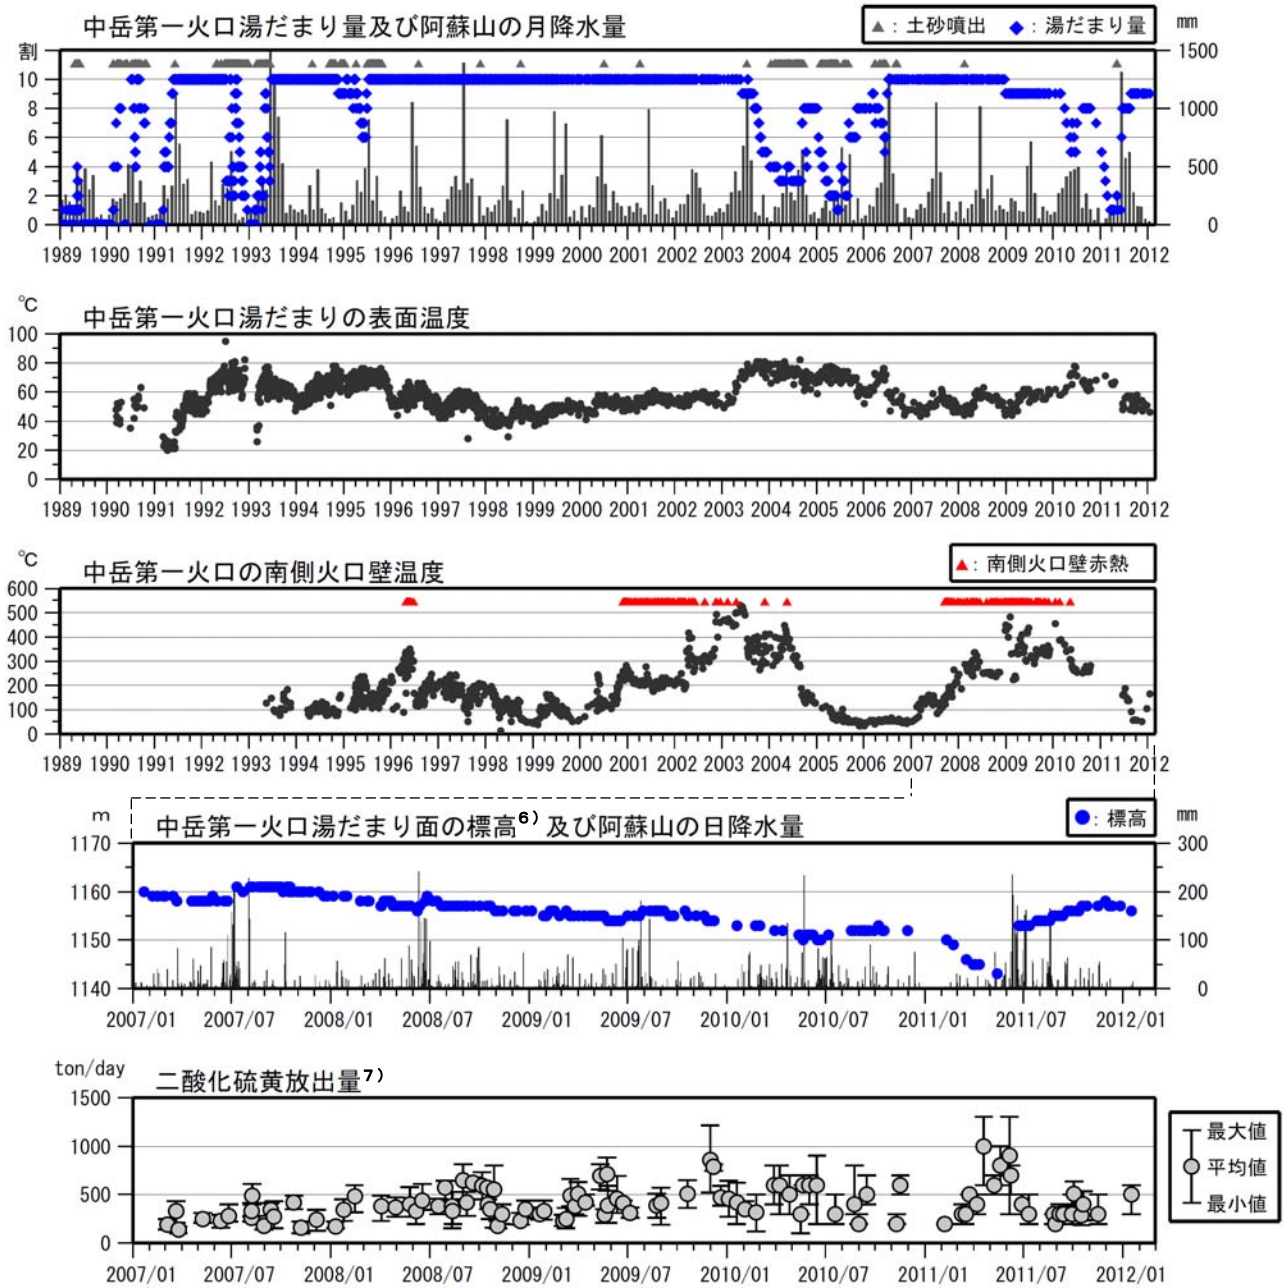 中岳第一火口湯だまり量及び阿蘇山の月降水量
▲: 土砂噴出 ◆: 湯だまり量
mm
割
10
8
6
4
2
0
1500
1000
500
0
1989 1990 1991 1992 1993 1994 1995 1996 1997 1998 1999 2000 2001 2002 2003 2004 2005 2006 2007 2008 2009 2010 2011 2012
℃
中岳第一火口湯だまりの表面温度
100
80
60
40
20
0
1989 1990 1991 1992 1993 1994 1995 1996 1997 1998 1999 2000 2001 2002 2003 2004 2005 2006 2007 2008 2009 2010 2011 2012
℃
中岳第一火口の南側火口壁温度
▲: 南側火口壁赤熱
600
500
400
300
200
100
0
1989 1990 1991 1992 1993 1994 1995 1996 1997 1998 1999 2000 2001 2002 2003 2004 2005 2006 2007 2008 2009 2010 2011 2012
m
中岳第一火口湯だまり面の標高6) 及び阿蘇山の日降水量
●: 標高
mm
1170
1160
1150
1140
300
200
100
0
2007/01 2007/07 2008/01 2008/07 2009/01 2009/07 2010/01 2010/07 2011/01 2011/07 2012/01
ton/day
二酸化硫黄放出量7)
1500
1000
500
0
最大値
平均値
最小値
2007/01 2007/07 2008/01 2008/07 2009/01 2009/07 2010/01 2010/07 2011/01 2011/07 2012/01